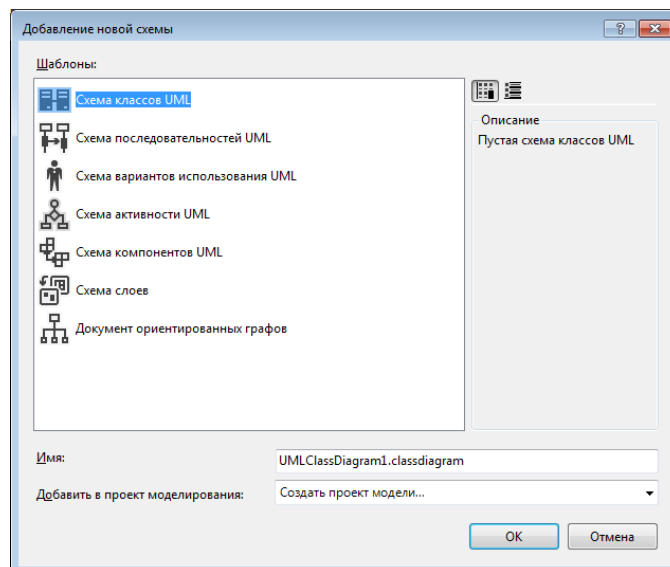 Добавление новой схемы
Шаблоны:
Схема классов UML
Схема последовательностей UML
Схема вариантов использования UML
Схема активности UML
Схема компонентов UML
Схема слоев
Документ ориентированных графов
Описание
Пустая схема классов UML
Имя:
UMLClassDiagram1.classdiagram
Добавить в проект моделирования:
Создать проект модели...
OK
Отмена